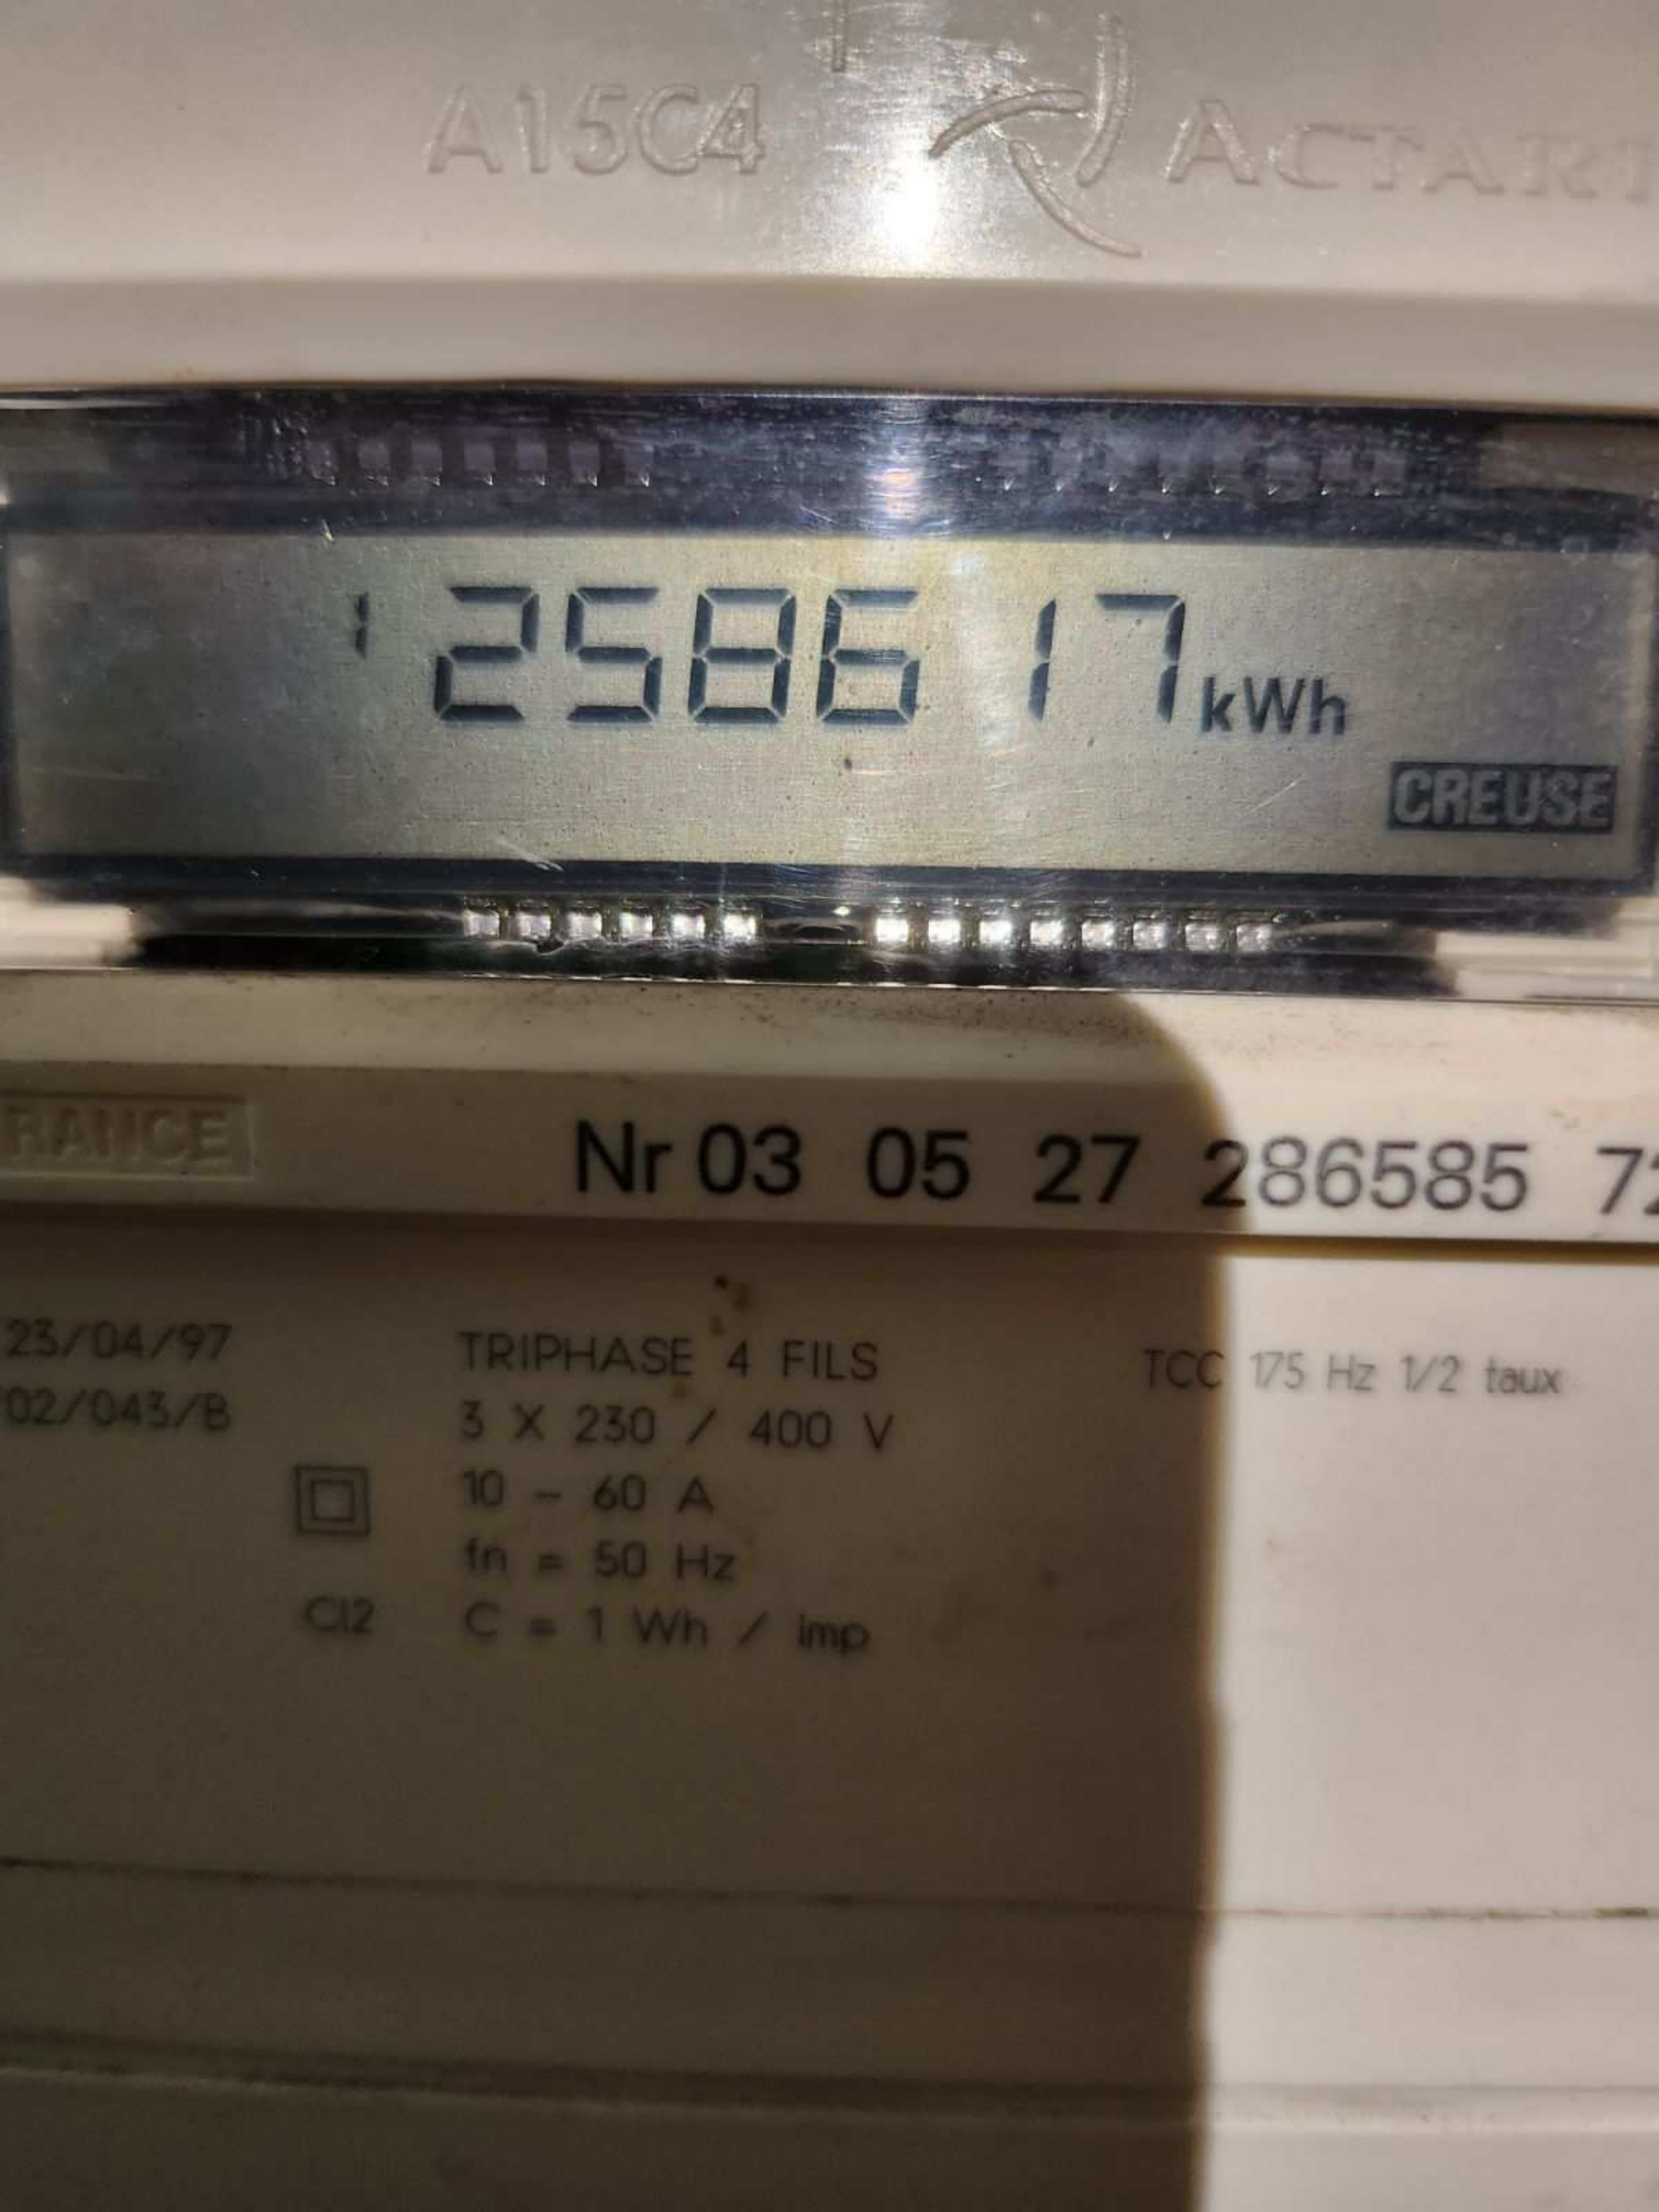 A15C4 ACTARI
1 258617 kWh
CREUSE
RANCE
Nr 03 05 27 286585 72
23/04/97
02/043/B
TRIPHASE 4 FILS
3 X 230 / 400 V
10 - 60 A
fn = 50 Hz
Cl2 C = 1 Wh / imp
TCC 175 Hz 1/2 taux